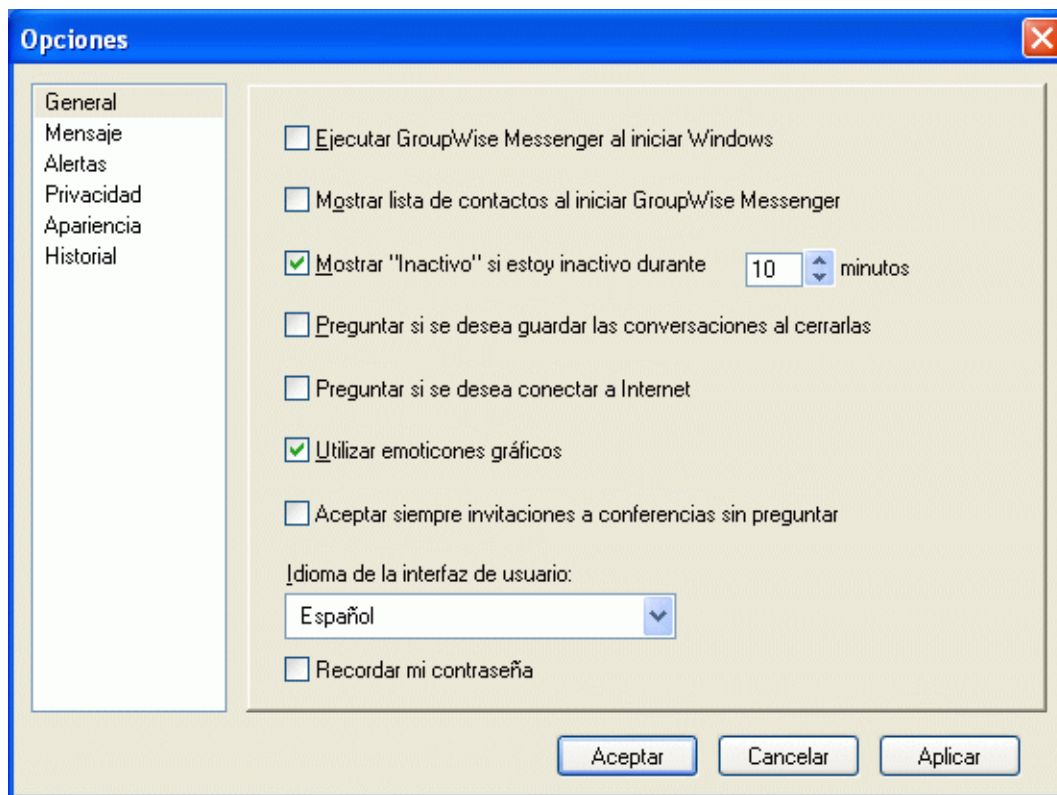 Opciones
General
Mensaje
Alertas
Privacidad
Apariencia
Historial
Ejecutar GroupWise Messenger al iniciar Windows
Mostrar lista de contactos al iniciar GroupWise Messenger
Mostrar "Inactivo" si estoy inactivo durante 10 minutos
Preguntar si se desea guardar las conversaciones al cerrarlas
Preguntar si se desea conectar a Internet
Utilizar emoticones gráficos
Aceptar siempre invitaciones a conferencias sin preguntar
Idioma de la interfaz de usuario:
Español
Recordar mi contraseña
Aceptar Cancelar Aplicar